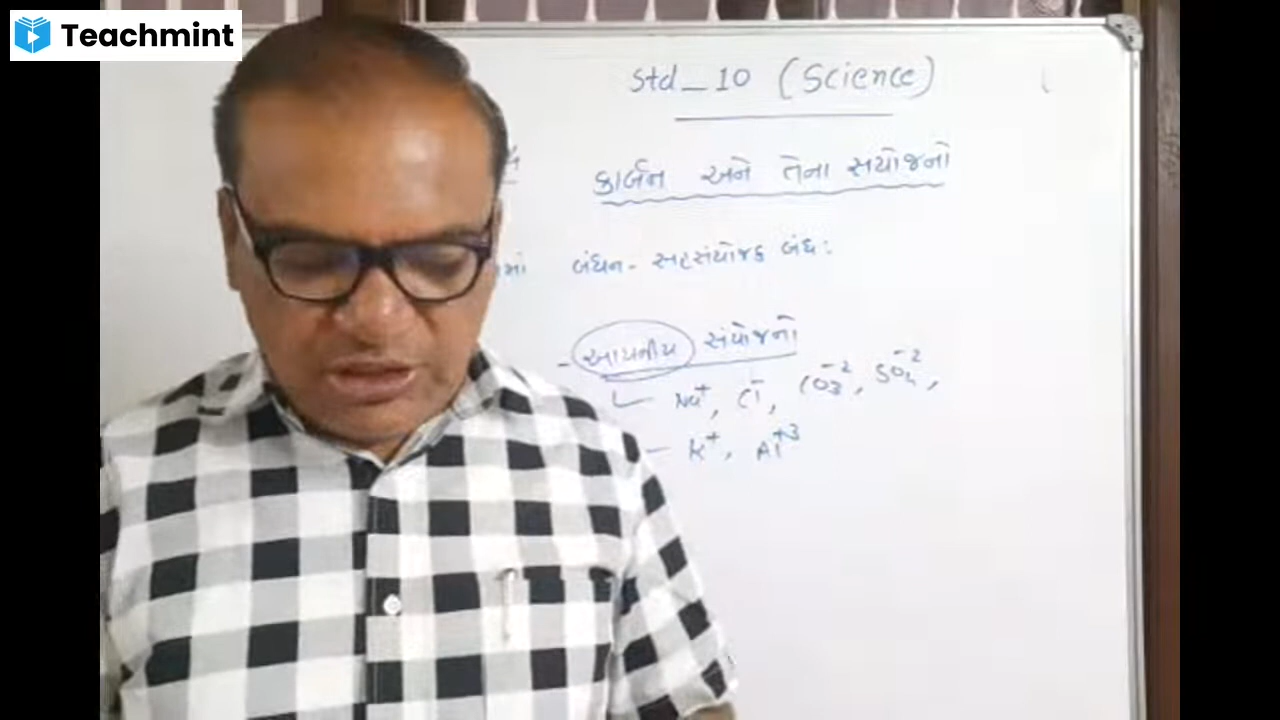 Teachmint
Std_10 (Science)
કાર્બન અને તેના સયોજનો
માં બંધન - સહસંયોજક બંધ :
- આયનીય સંયોજનો
Na⁺, Cl⁻, CO₃⁻², SO₄⁻²,
- K⁺, Al⁺³